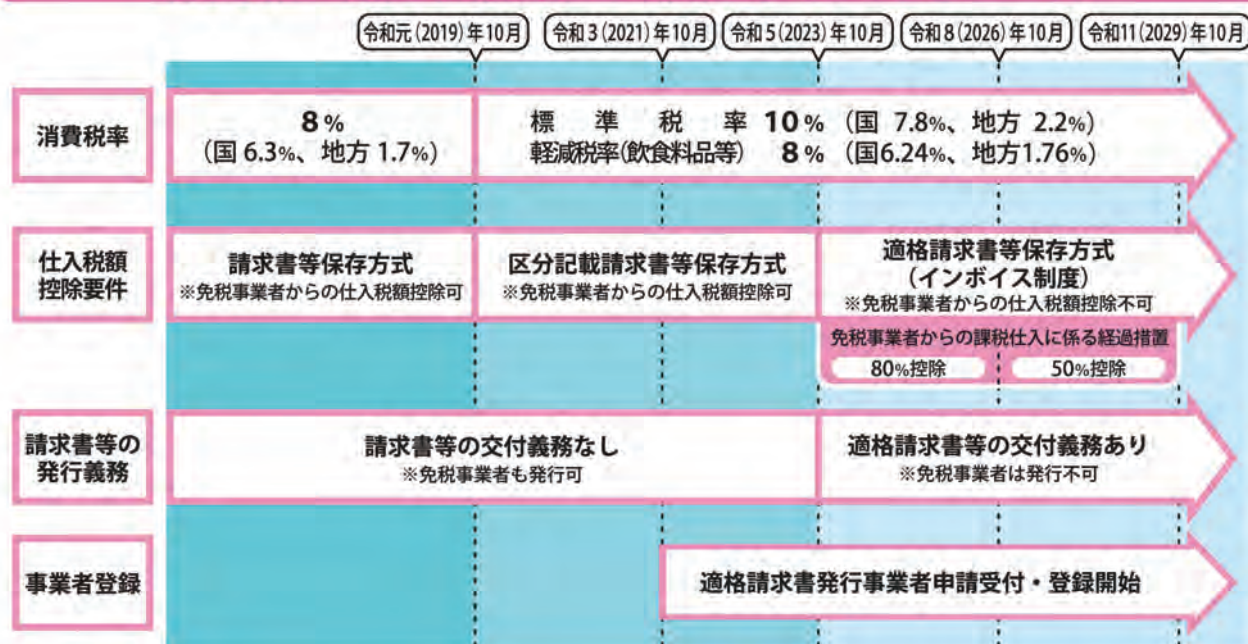 令和元(2019)年10月
令和3(2021)年10月
令和5(2023)年10月
令和8(2026)年10月
令和11(2029)年10月
消費税率
8%
(国 6.3%、地方 1.7%)
標準税率 10% (国 7.8%、地方 2.2%)
軽減税率(飲食料品等) 8% (国6.24%、地方1.76%)
仕入税額
控除要件
請求書等保存方式
※免税事業者からの仕入税額控除可
区分記載請求書等保存方式
※免税事業者からの仕入税額控除可
適格請求書等保存方式
(インボイス制度)
※免税事業者からの仕入税額控除不可
免税事業者からの課税仕入に係る経過措置
80%控除
50%控除
請求書等の
発行義務
請求書等の交付義務なし
※免税事業者も発行可
適格請求書等の交付義務あり
※免税事業者は発行不可
事業者登録
適格請求書発行事業者申請受付・登録開始